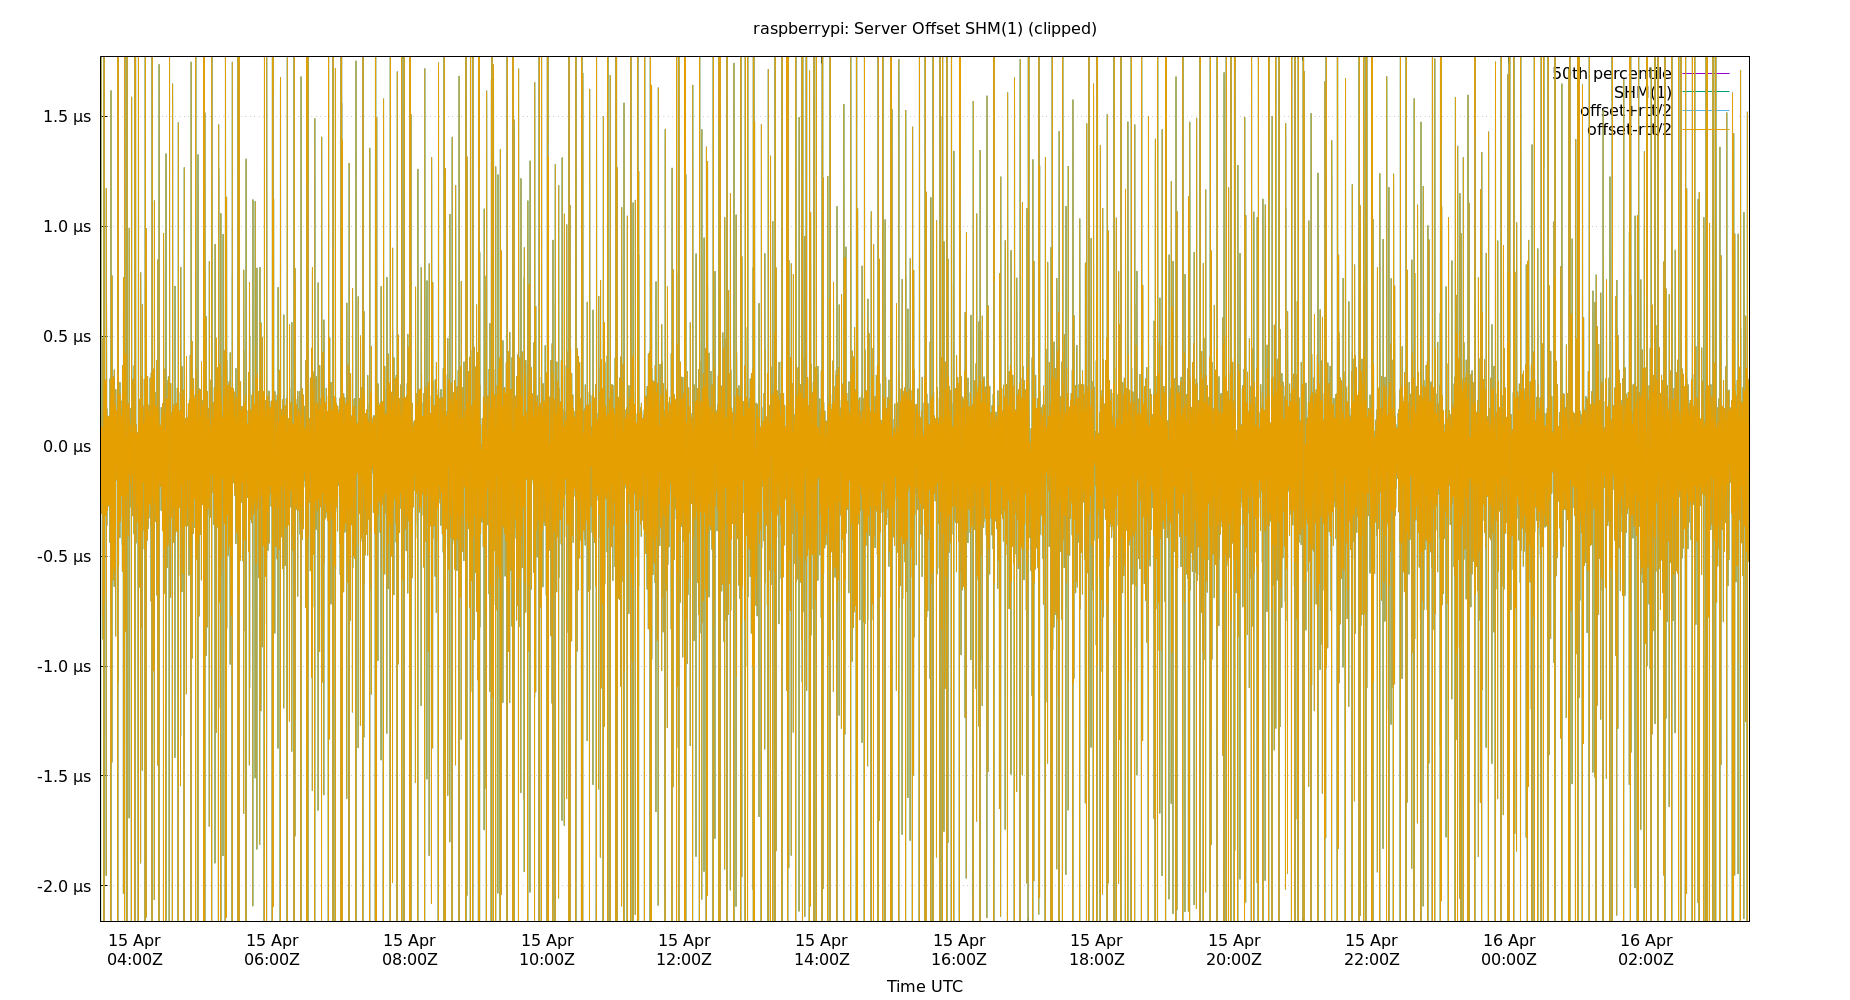 raspberrypi: Server Offset SHM(1) (clipped)
50th percentile
SHM(1)
offset+rtt/2
offset-rtt/2
1.5 µs
1.0 µs
0.5 µs
0.0 µs
-0.5 µs
-1.0 µs
-1.5 µs
-2.0 µs
15 Apr 15 Apr 15 Apr 15 Apr 15 Apr 15 Apr 15 Apr 15 Apr 15 Apr 15 Apr 16 Apr 16 Apr
04:00Z 06:00Z 08:00Z 10:00Z 12:00Z 14:00Z 16:00Z 18:00Z 20:00Z 22:00Z 00:00Z 02:00Z
Time UTC